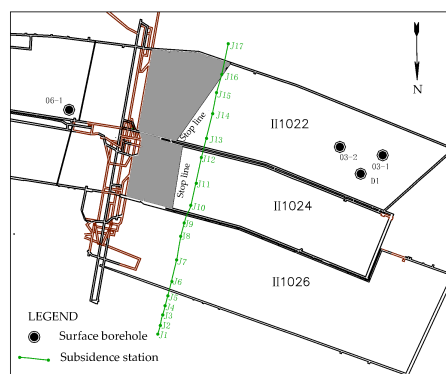 J17
J16
J15
J14
Stop line
J13
J12
Stop line
J11
J10
J9
J8
J7
J6
J5
J4
J3
J2
J1
N
06-1
II1022
03-2
03-1
D1
II1024
II1026
LEGEND
Surface borehole
Subsidence station